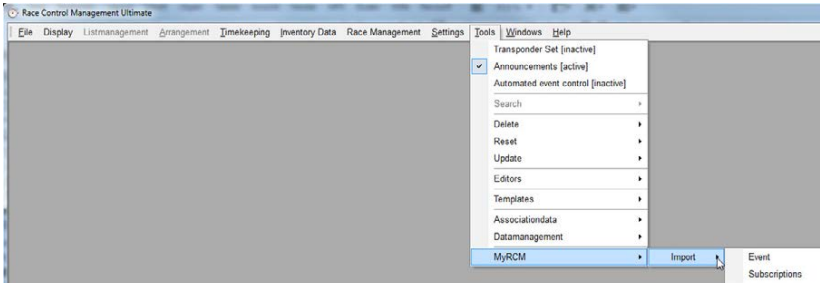 Race Control Management Ultimate
File Display Listmanagement Arrangement Timekeeping Inventory Data Race Management Settings Tools Windows Help
Transponder Set [inactive]
Announcements [active]
Automated event control [inactive]
Search
Delete
Reset
Update
Editors
Templates
Associationdata
Datamanagement
MyRCM Import Event
Subscriptions